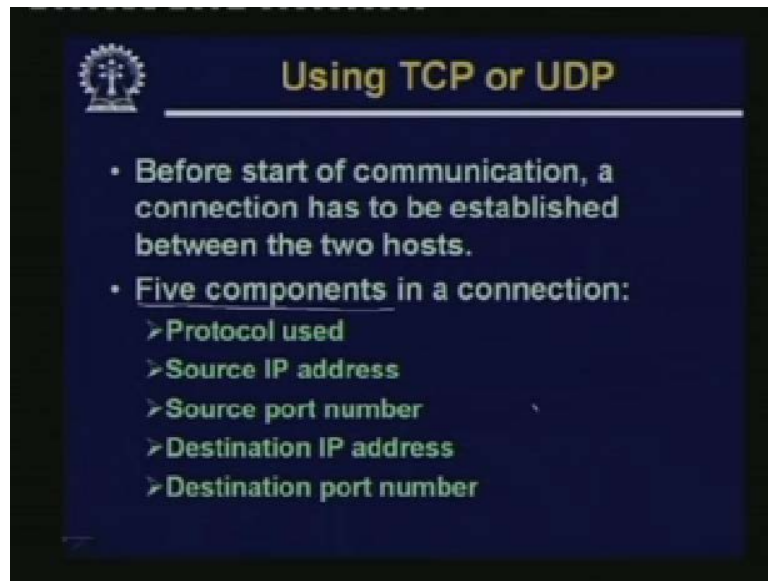 Using TCP or UDP
• Before start of communication, a
connection has to be established
between the two hosts.
• Five components in a connection:
➢Protocol used
➢Source IP address
➢Source port number
➢Destination IP address
➢Destination port number